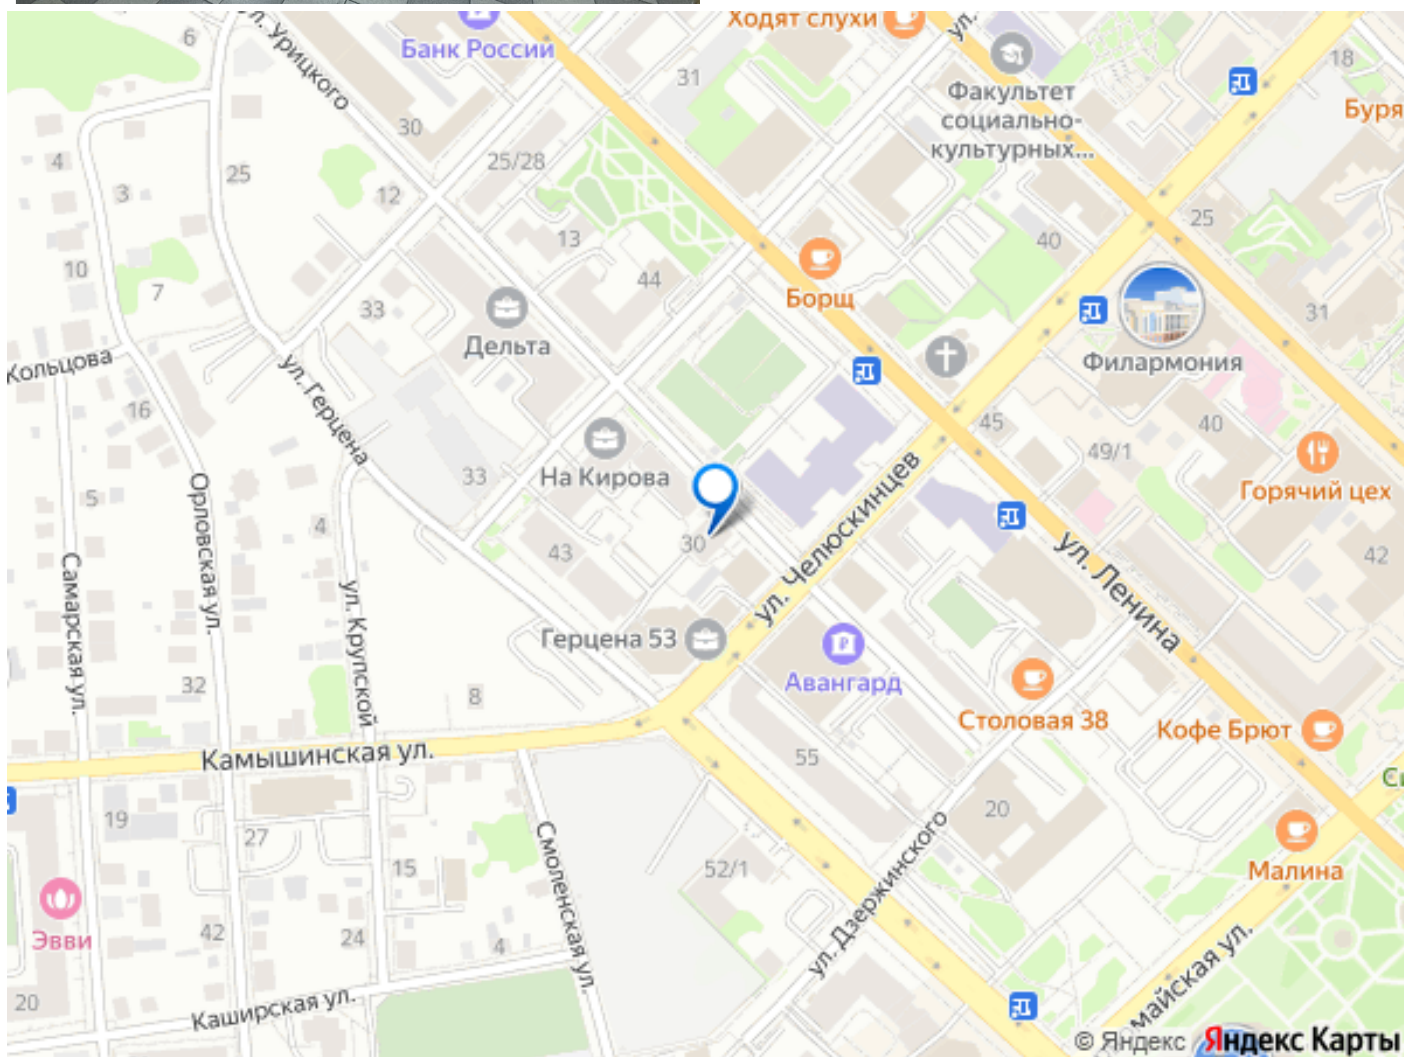 Ходят слухи
ул. Урицкого
Банк России
6
18
31
Факультет
социально-
культурных...
Буря
30
25/28
4
25
3
12
25
13
40
10
44
7
Борщ
33
31
Дельта
Филармония
Кольцова
ул. Герцена
16
45
40
49/1
На Кирова
33
Горячий цех
5
Орловская ул.
ул. Челюскинцев
4
43
30
42
Самарская ул.
ул. Крупской
ул. Ленина
Герцена 53
Авангард
32
8
Столовая 38
Кофе Брют
Камышинская ул.
55
19
20
27
Смоленская ул.
15
52/1
ул. Дзержинского
Малина
Эвви
42
24
4
20
Каширская ул.
майская ул.
© Яндекс Яндекс Карты